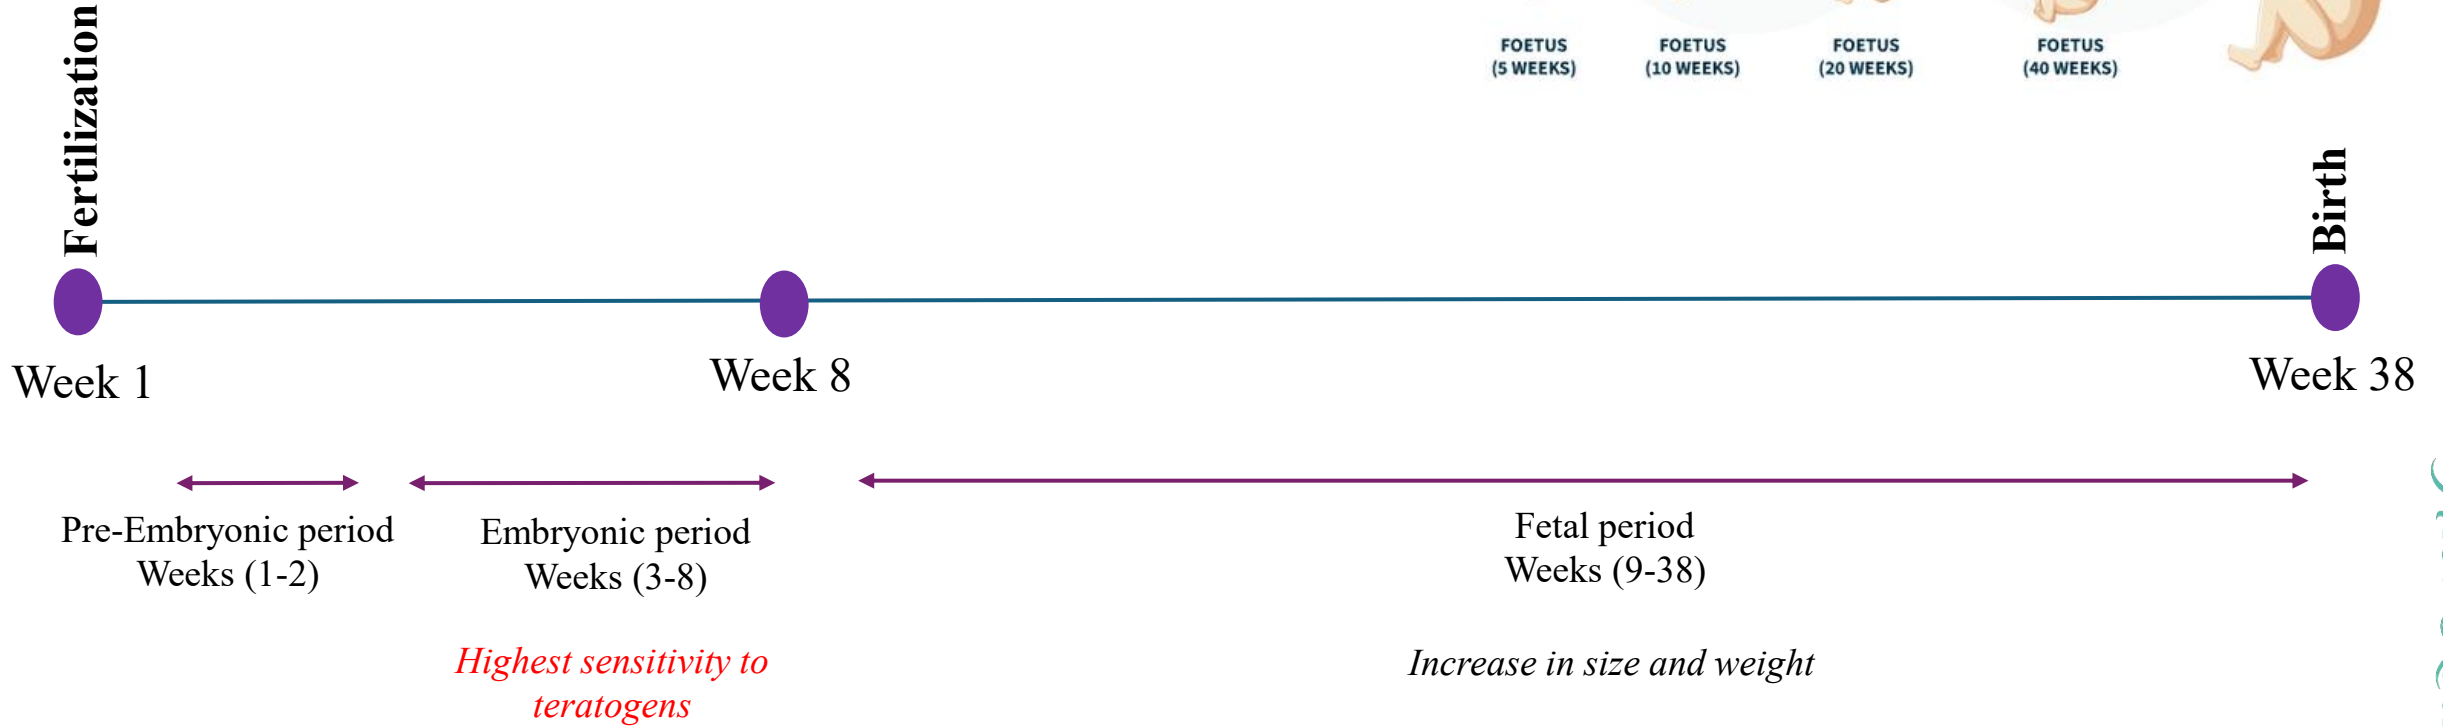 FOETUS
(5 WEEKS)
FOETUS
(10 WEEKS)
FOETUS
(20 WEEKS)
FOETUS
(40 WEEKS)
Fertilization
Birth
Week 1
Week 8
Week 38
Pre-Embryonic period
Weeks (1-2)
Embryonic period
Weeks (3-8)
Fetal period
Weeks (9-38)
Highest sensitivity to
teratogens
Increase in size and weight